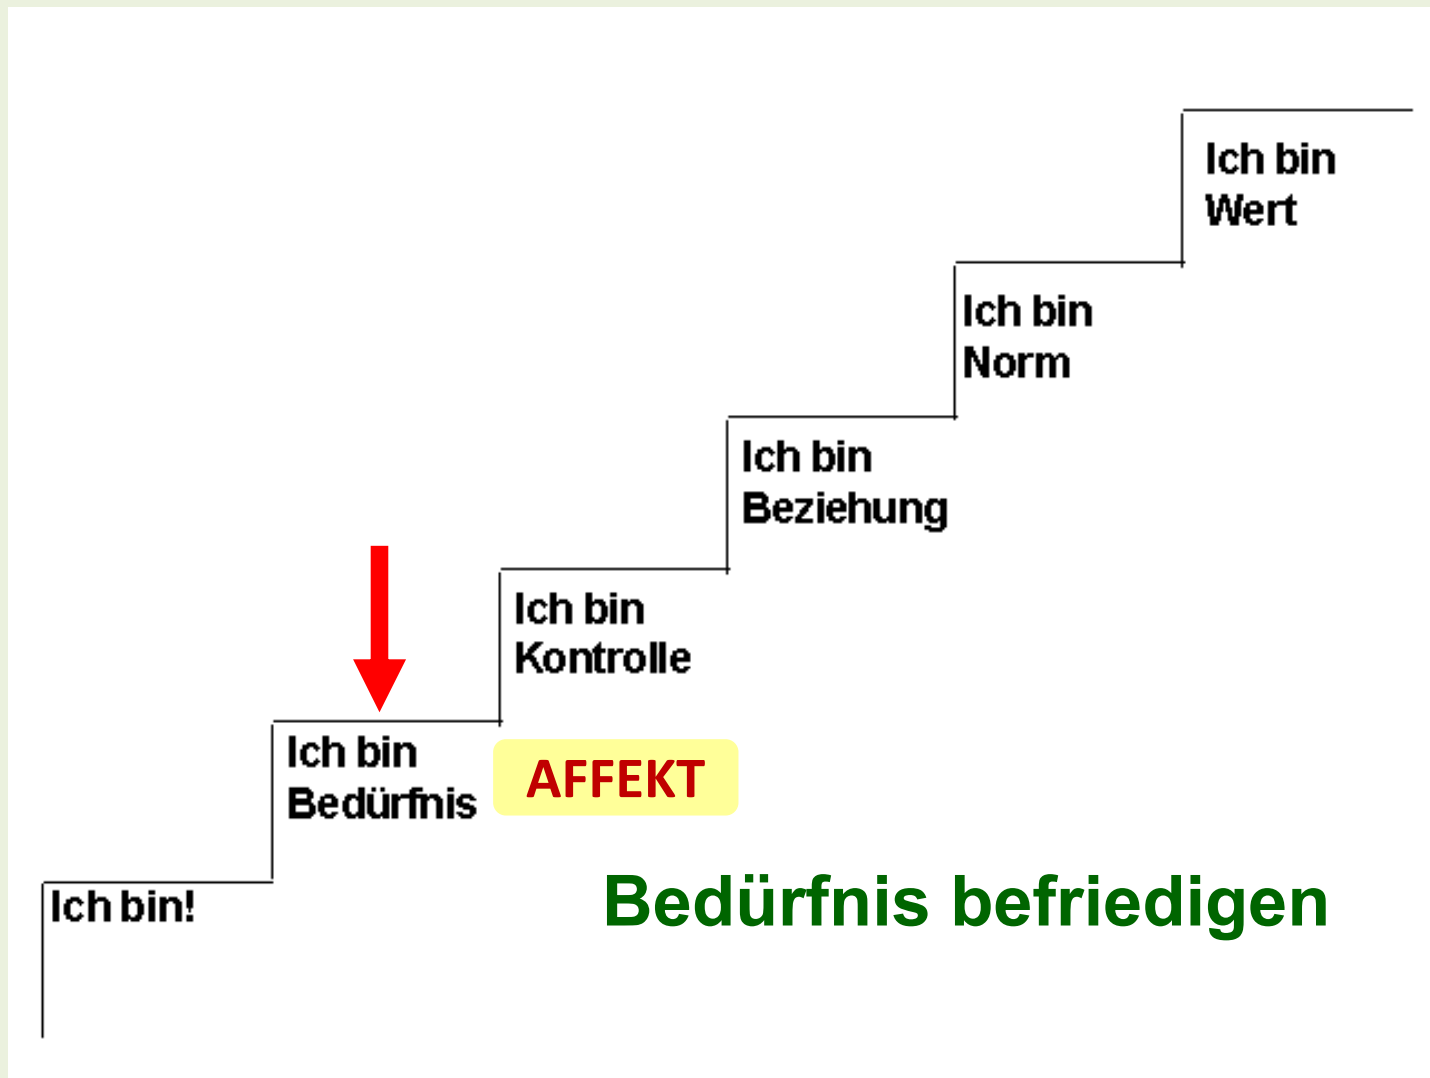 Ich bin
Wert
Ich bin
Norm
Ich bin
Beziehung
Ich bin
Kontrolle
Ich bin
Bedürfnis
AFFEKT
Ich bin!
Bedürfnis befriedigen